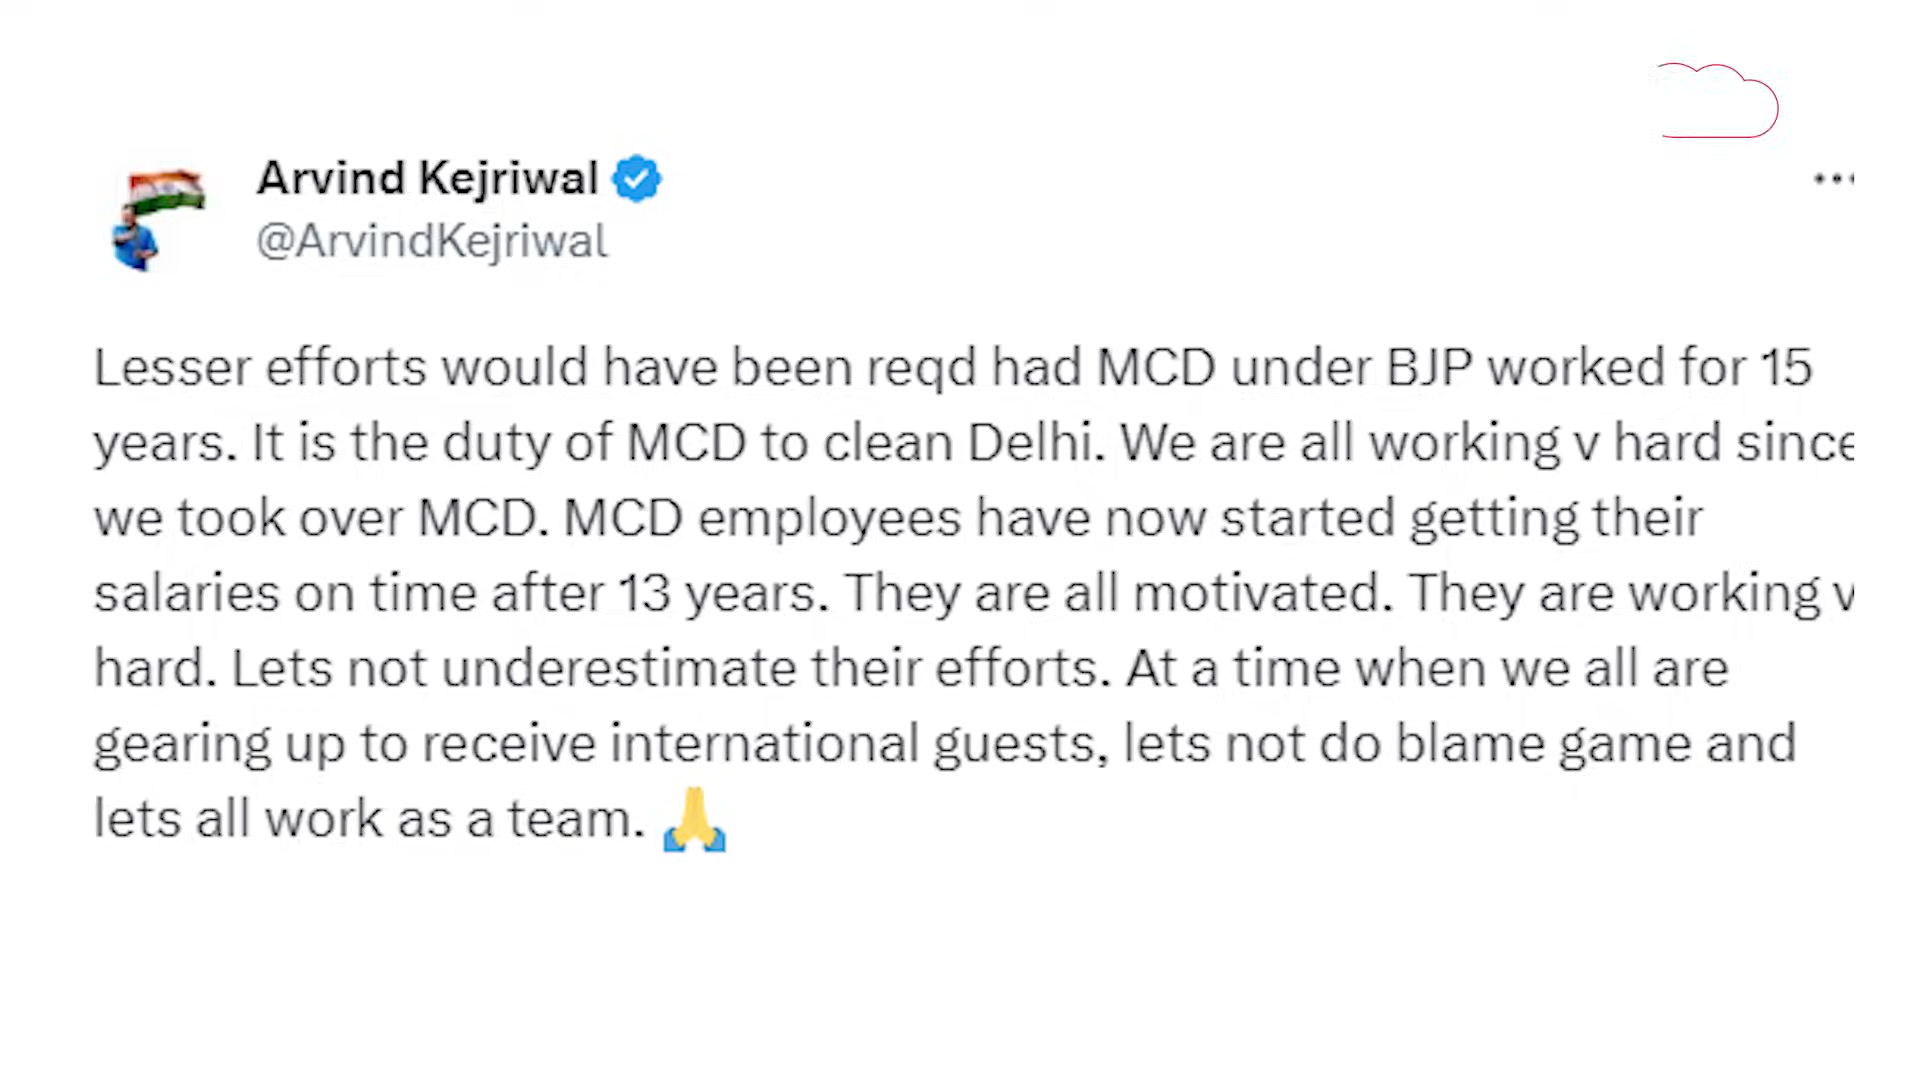 Arvind Kejriwal
@ArvindKejriwal
Lesser efforts would have been reqd had MCD under BJP worked for 15
years. It is the duty of MCD to clean Delhi. We are all working v hard since
we took over MCD. MCD employees have now started getting their
salaries on time after 13 years. They are all motivated. They are working v
hard. Lets not underestimate their efforts. At a time when we all are
gearing up to receive international guests, lets not do blame game and
lets all work as a team. 🙏